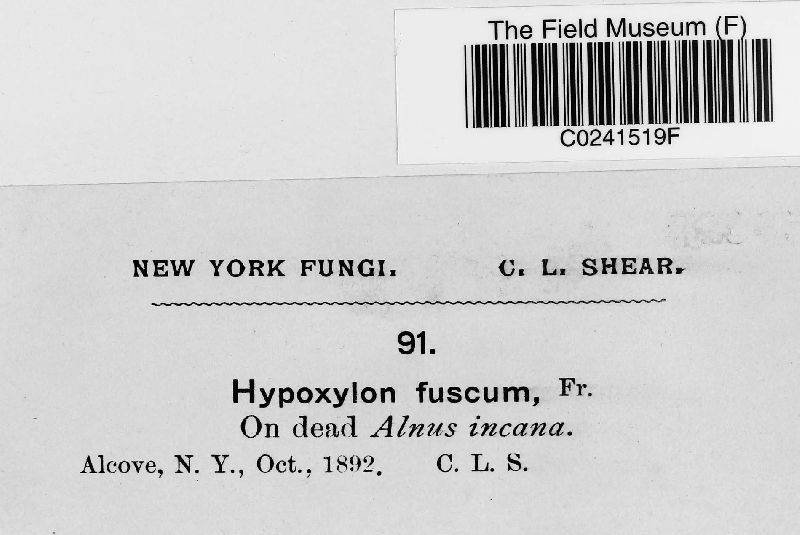 The Field Museum (F)
C0241519F
NEW YORK FUNGI. C. L. SHEAR.
91.
Hypoxylon fuscum, Fr.
On dead Alnus incana.
Alcove, N. Y., Oct., 1892. C. L. S.